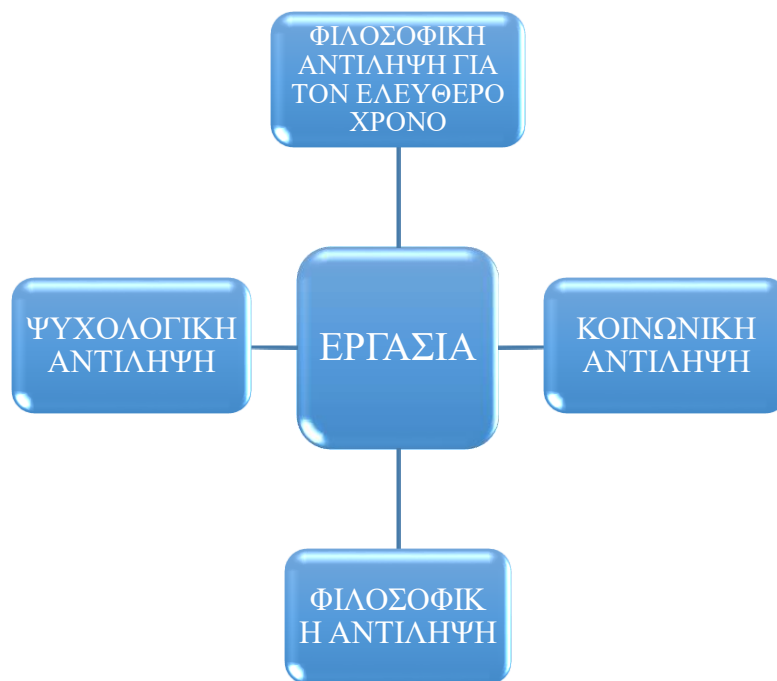 ΦΙΛΟΣΟΦΙΚΗ
ΑΝΤΙΛΗΨΗ ΓΙΑ
ΤΟΝ ΕΛΕΥΘΕΡΟ
ΧΡΟΝΟ
ΨΥΧΟΛΟΓΙΚΗ
ΑΝΤΙΛΗΨΗ
ΕΡΓΑΣΙΑ
ΚΟΙΝΩΝΙΚΗ
ΑΝΤΙΛΗΨΗ
ΦΙΛΟΣΟΦΙΚ
Η ΑΝΤΙΛΗΨΗ